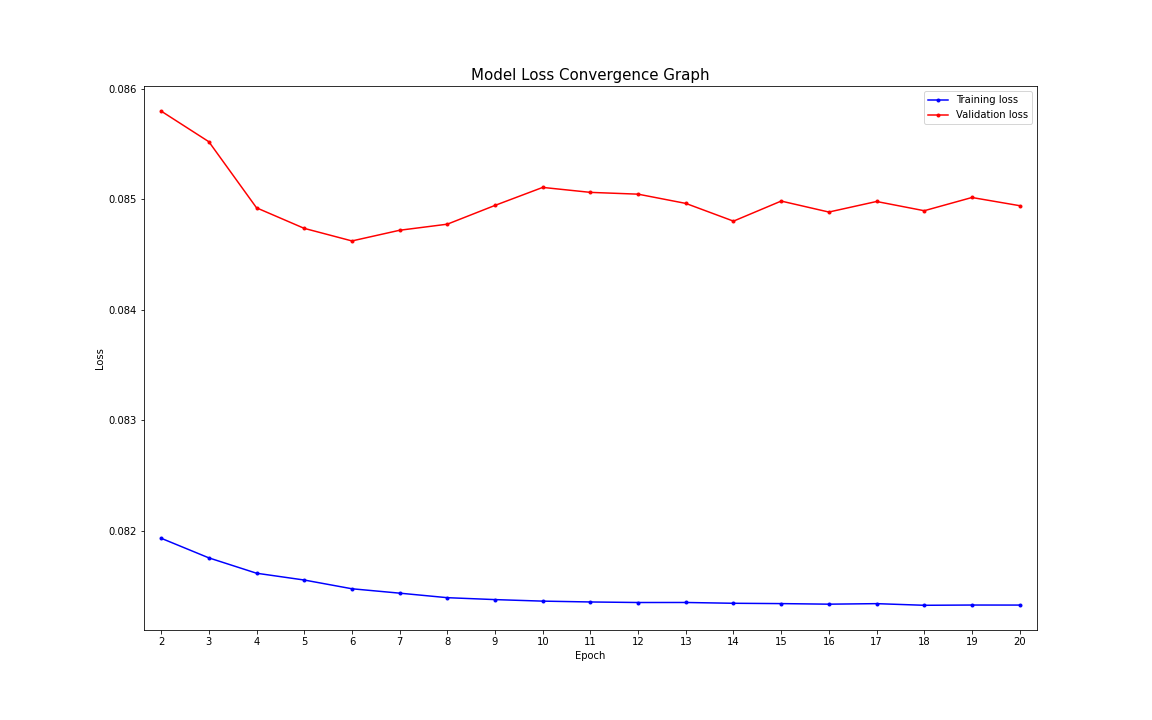 Model Loss Convergence Graph
Training loss
Validation loss
0.086
0.085
0.084
0.083
0.082
Loss
2 3 4 5 6 7 8 9 10 11 12 13 14 15 16 17 18 19 20
Epoch